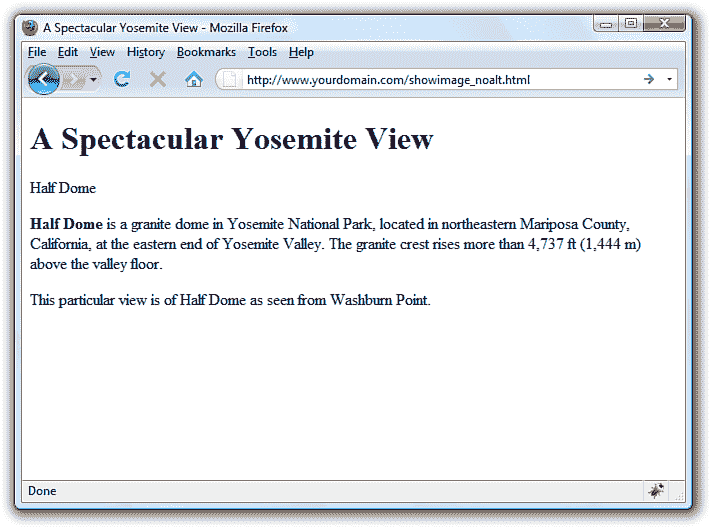 A Spectacular Yosemite View - Mozilla Firefox
File Edit View History Bookmarks Tools Help
http://www.yourdomain.com/showimage_noalt.html
A Spectacular Yosemite View
Half Dome
Half Dome is a granite dome in Yosemite National Park, located in northeastern Mariposa County,
California, at the eastern end of Yosemite Valley. The granite crest rises more than 4,737 ft (1,444 m)
above the valley floor.
This particular view is of Half Dome as seen from Washburn Point.
Done